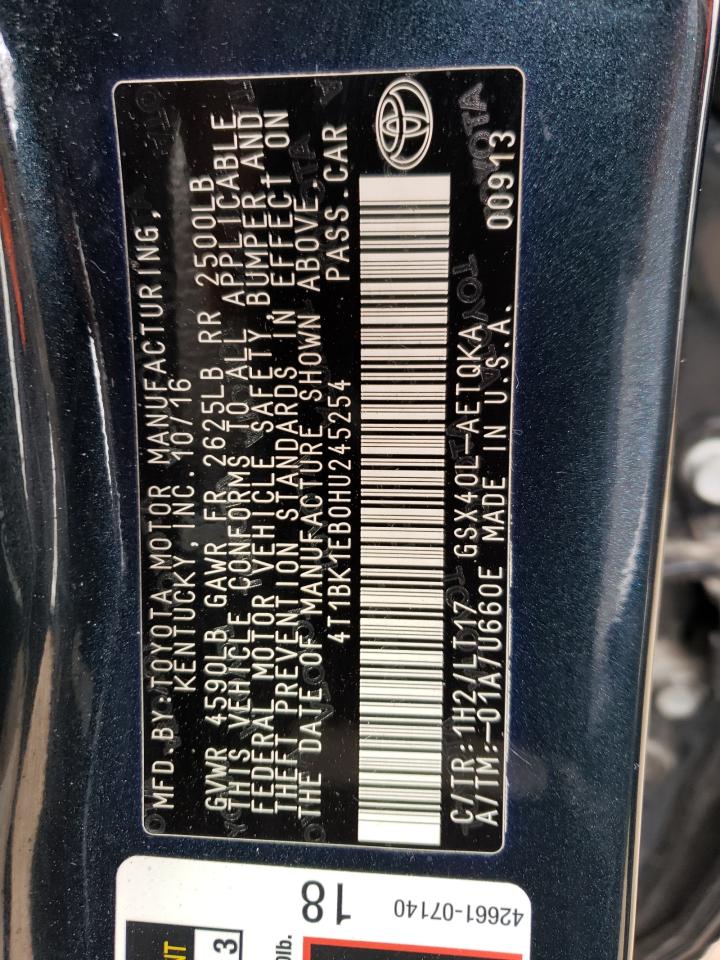 MFD.BY:TOYOTA MOTOR MANUFACTURING,
KENTUCKY,INC. 10/16
GVWR 4590LB GAWR FR 2625LB RR 2500LB
THIS VEHICLE CONFORMS TO ALL APPLICABLE
FEDERAL MOTOR VEHICLE SAFETY,BUMPER,AND
THEFT PREVENTION STANDARDS IN EFFECT ON
THE DATE OF MANUFACTURE SHOWN ABOVE.
4T1BK1EB0HU245254 PASS.CAR
C/TR:1H2/LD17 GSX40L-AETQKA 00913
A/TM:-01A/U660E MADE IN U.S.A.
42661-07140
18
0lb.
3
NT